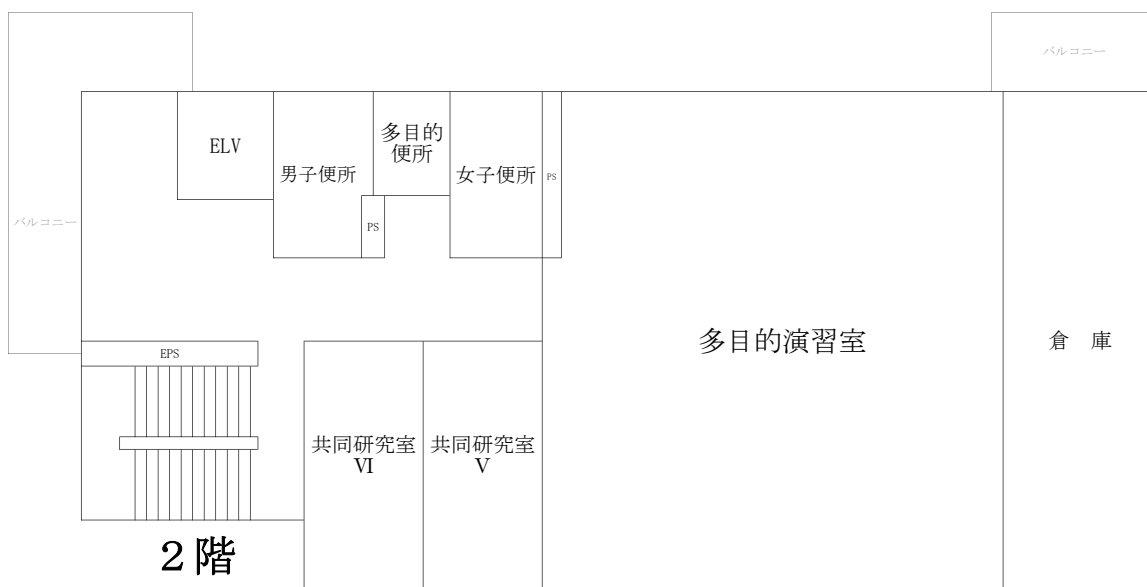 バルコニー
ELV
男子便所
多目的
便所
女子便所
PS
PS
バルコニー
バルコニー
EPS
多目的演習室
倉 庫
共同研究室
Ⅵ
共同研究室
Ⅴ
2階